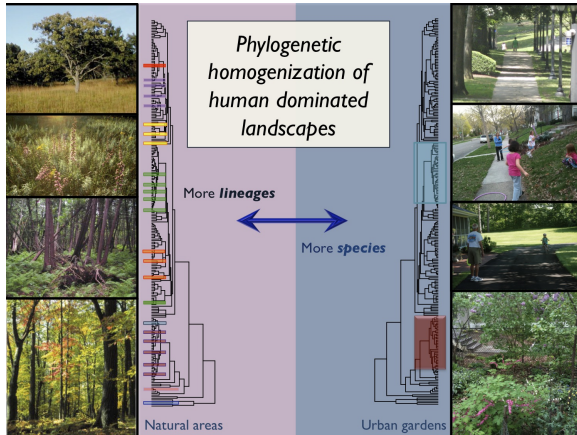 Phylogenetic
homogenization of
human dominated
landscapes
More lineages
More species
Natural areas
Urban gardens